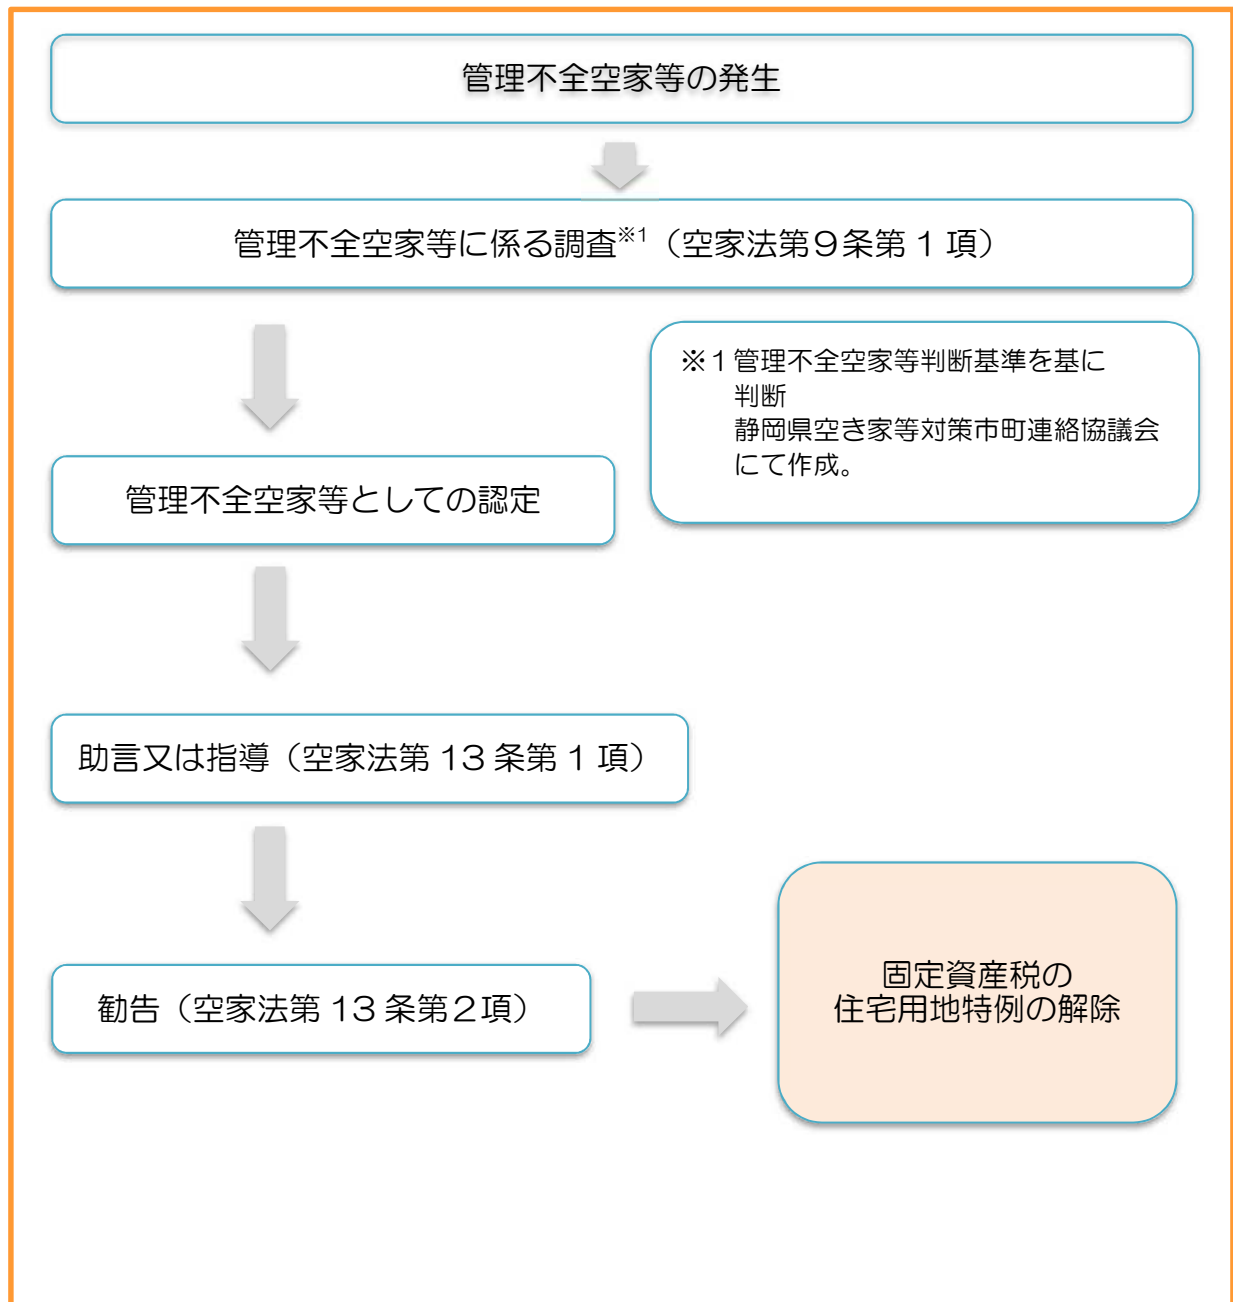 管理不全空家等の発生
管理不全空家等に係る調査※1（空家法第９条第 1 項）
※１管理不全空家等判断基準を基に
判断
静岡県空き家等対策市町連絡協議会
にて作成。
管理不全空家等としての認定
助言又は指導（空家法第 13 条第 1 項）
勧告（空家法第 13 条第２項）
固定資産税の
住宅用地特例の解除